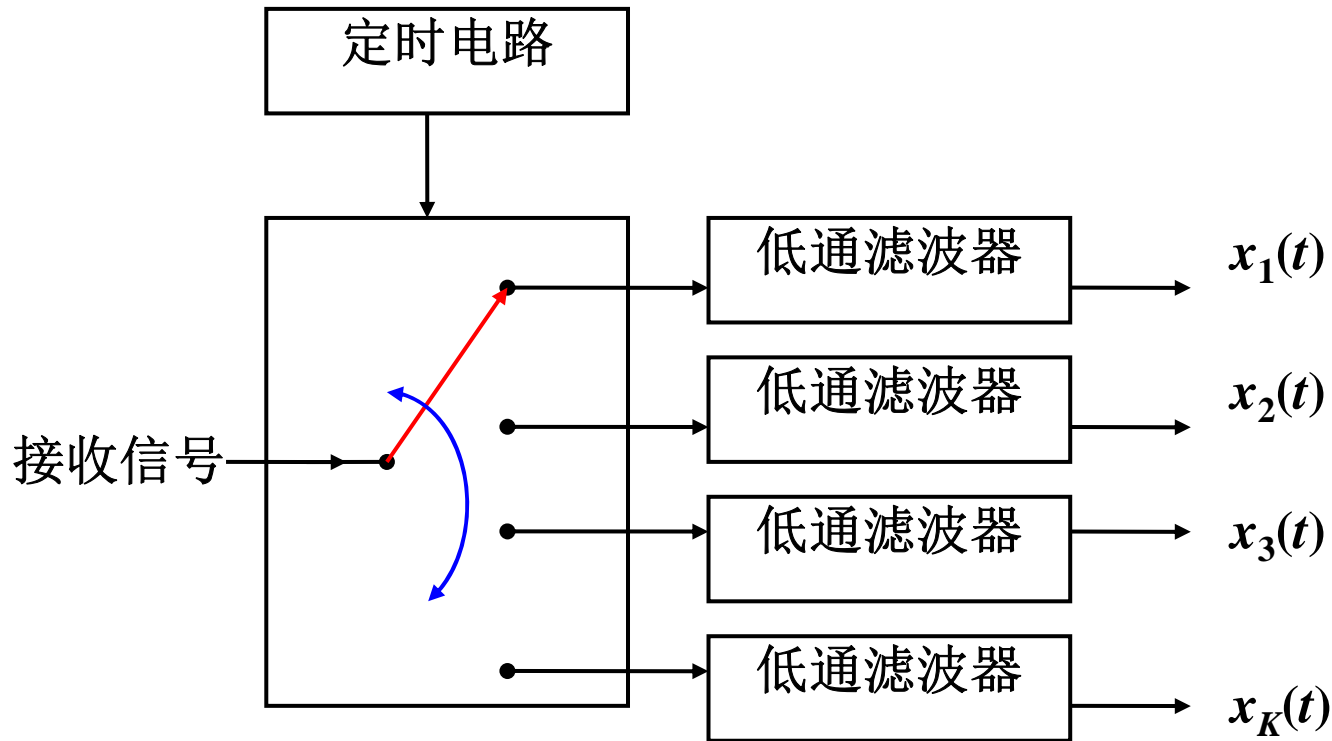 定时电路
低通滤波器
x1(t)
低通滤波器
x2(t)
接收信号
低通滤波器
x3(t)
低通滤波器
xK(t)